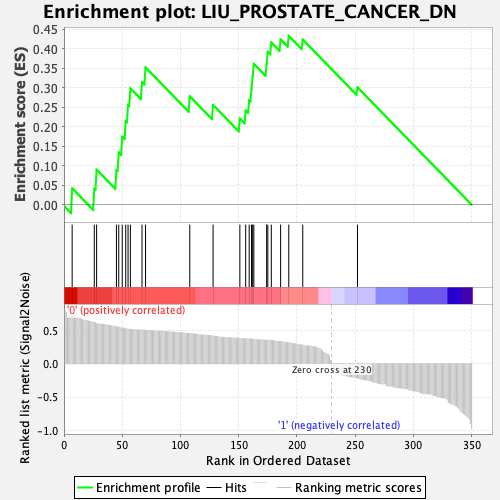 Enrichment plot: LIU_PROSTATE_CANCER_DN
Enrichment score (ES)
0.45
0.40
0.35
0.30
0.25
0.20
0.15
0.10
0.05
0.00
'0' (positively correlated)
Ranked list metric (Signal2Noise)
0.5
0.0
-0.5
-1.0
Zero cross at 230
'1' (negatively correlated)
0 50 100 150 200 250 300 350
Rank in Ordered Dataset
Enrichment profile Hits Ranking metric scores